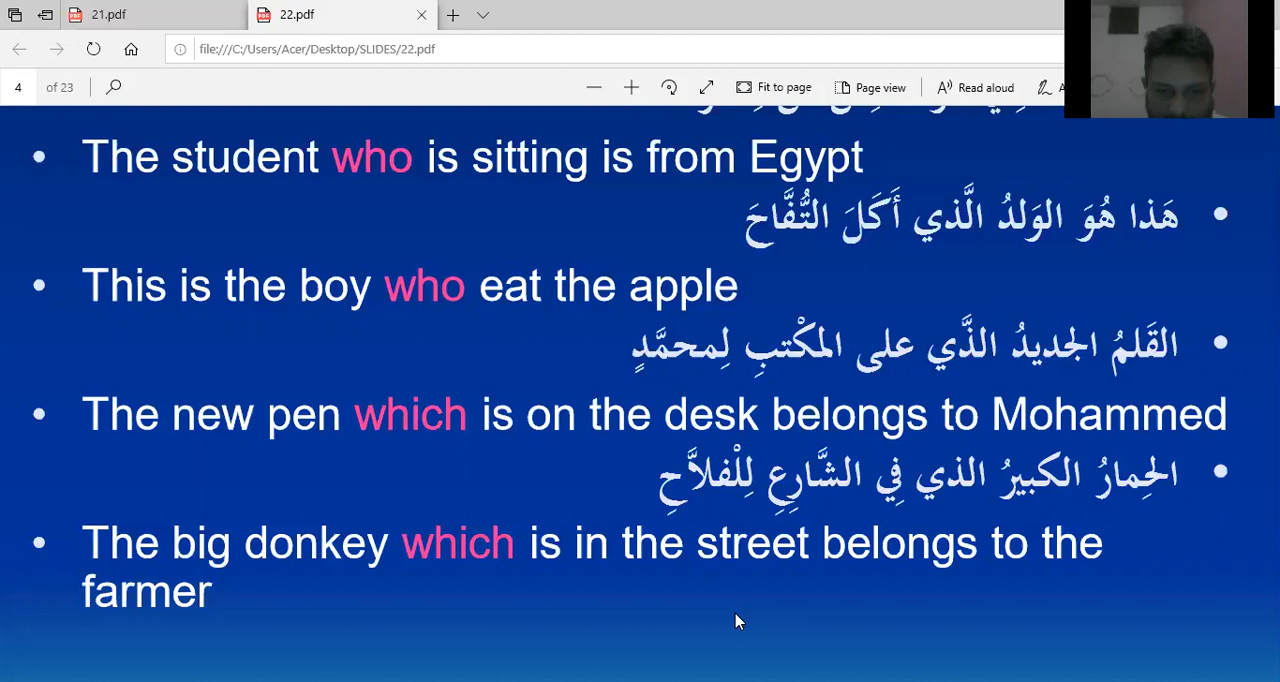 21.pdf
22.pdf
file:///C:/Users/Acer/Desktop/SLIDES/22.pdf
4 of 23 Fit to page Page view Read aloud
• The student who is sitting is from Egypt
• هَذا هُوَ الوَلدُ الَّذي أَكَلَ التُّفَّاحَ
• This is the boy who eat the apple
• القَلمُ الجديدُ الذَّي على المكْتبِ لِمحمَّدٍ
• The new pen which is on the desk belongs to Mohammed
• الحِمارُ الكبيرُ الذي فِي الشَّارِعِ لِلْفلاَّحِ
• The big donkey which is in the street belongs to the
farmer